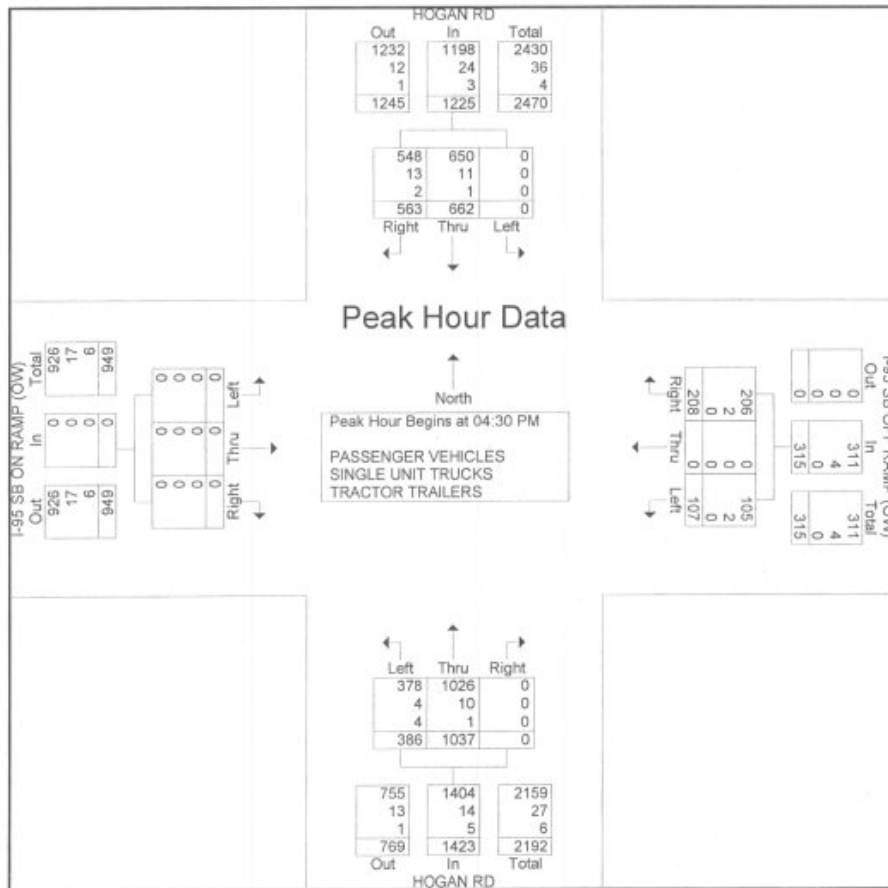 HOGAN RD
Out In Total
1232 1198 2430
12 24 36
1 3 4
1245 1225 2470
548 650 0
13 11 0
2 1 0
563 662 0
Right Thru Left
Peak Hour Data
North
Peak Hour Begins at 04:30 PM
PASSENGER VEHICLES
SINGLE UNIT TRUCKS
TRACTOR TRAILERS
I-95 SB ON RAMP (OW)
Out In Total
926 0 926
17 0 17
6 0 6
949 0 949
Left Thru Right
0 0 0
0 0 0
0 0 0
0 0 0
I-95 SB OFF RAMP (OW)
Out In Total
0 311 311
0 4 4
0 0 0
0 315 315
Right Thru Left
206 0 105
2 0 2
0 0 0
208 0 107
Left Thru Right
378 1026 0
4 10 0
4 1 0
386 1037 0
755 1404 2159
13 14 27
1 5 6
769 1423 2192
Out In Total
HOGAN RD